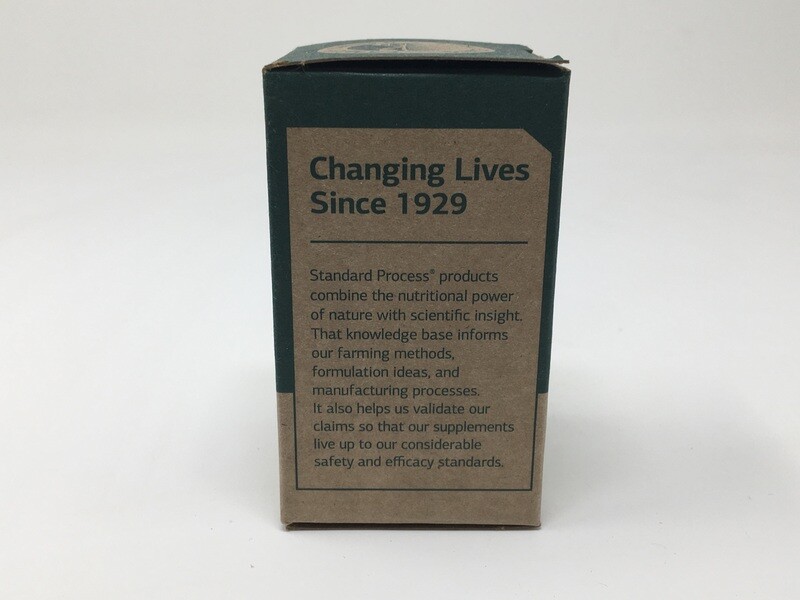 Changing Lives
Since 1929
Standard Process® products
combine the nutritional power
of nature with scientific insight.
That knowledge base informs
our farming methods,
formulation ideas, and
manufacturing processes.
It also helps us validate our
claims so that our supplements
live up to our considerable
safety and efficacy standards.